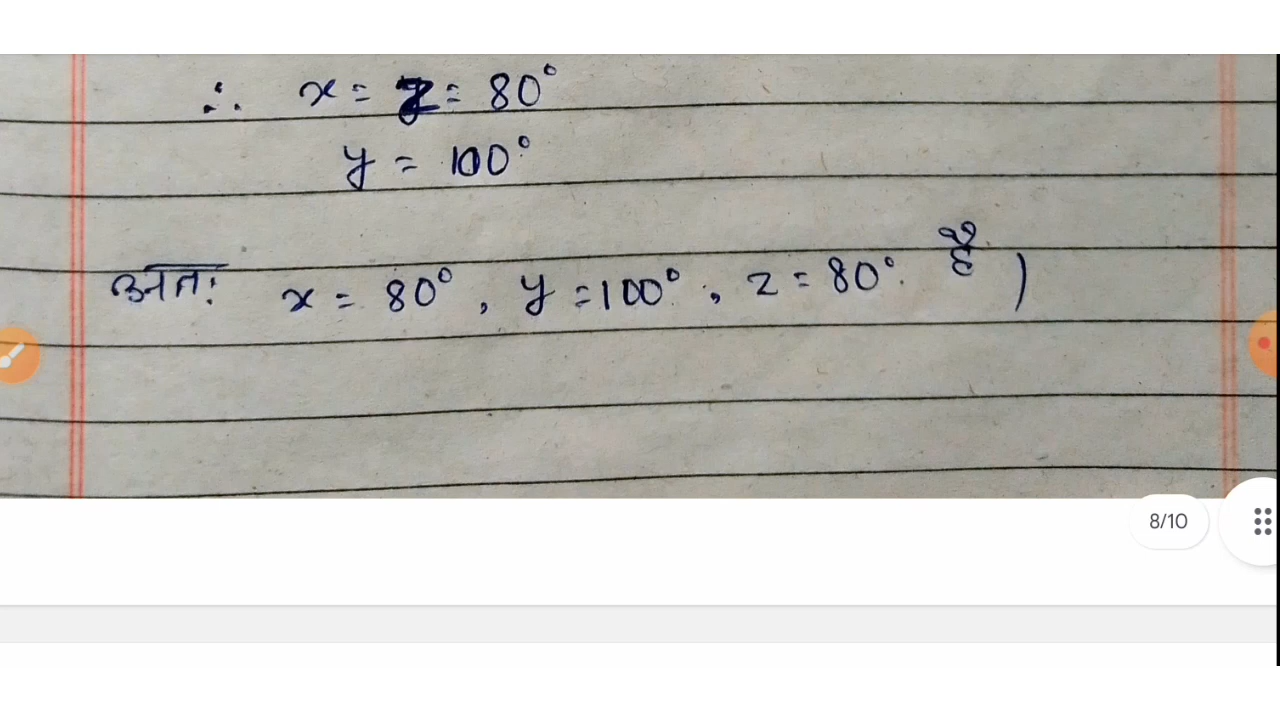 ∴ x = z = 80°
y = 100°
अतः x = 80°, y = 100°, z = 80°. है )
8/10